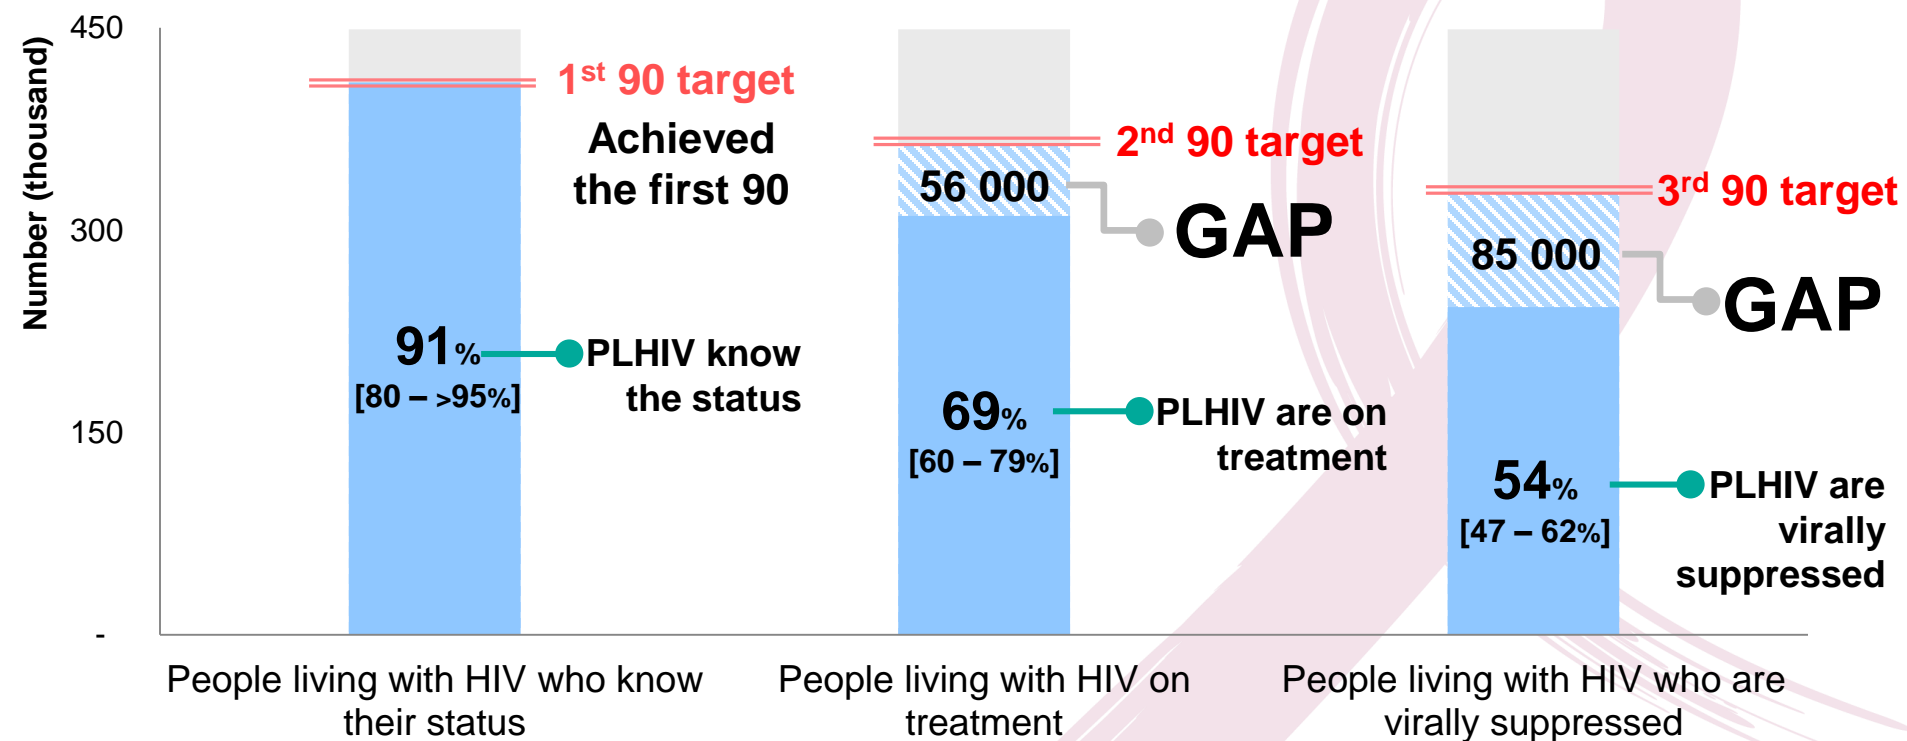 Number (thousand)
450
300
150
-
1st 90 target
Achieved
the first 90
91%
[80 – >95%]
PLHIV know
the status
2nd 90 target
56 000
GAP
69%
[60 – 79%]
PLHIV are on
treatment
3rd 90 target
85 000
GAP
54%
[47 – 62%]
PLHIV are
virally
suppressed
People living with HIV who know
their status
People living with HIV on
treatment
People living with HIV who are
virally suppressed